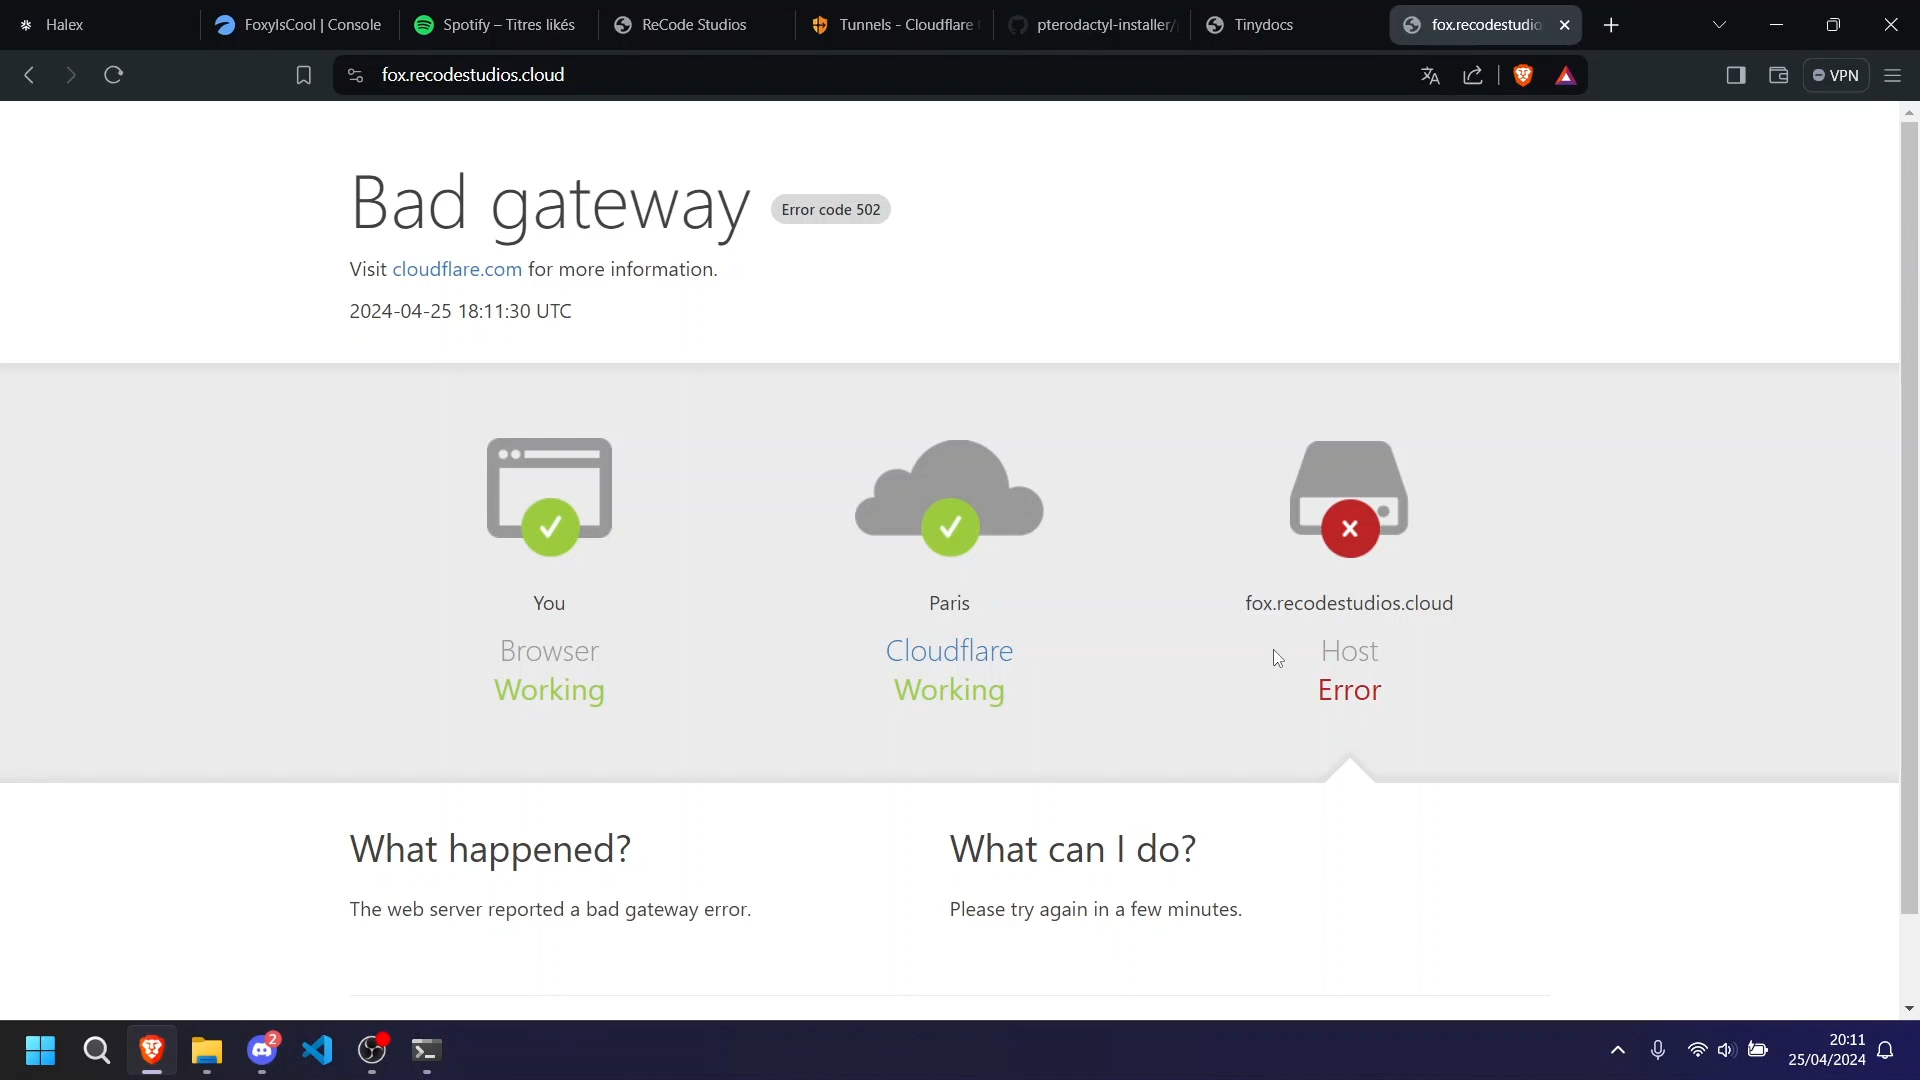 Halex
FoxyIsCool | Console
Spotify – Titres likés
ReCode Studios
Tunnels - Cloudflare
pterodactyl-installer/
Tinydocs
fox.recodestudio
fox.recodestudios.cloud
VPN
Bad gateway
Error code 502
Visit cloudflare.com for more information.
2024-04-25 18:11:30 UTC
You
Browser
Working
Paris
Cloudflare
Working
fox.recodestudios.cloud
Host
Error
What happened?
The web server reported a bad gateway error.
What can I do?
Please try again in a few minutes.
2
20:11
25/04/2024